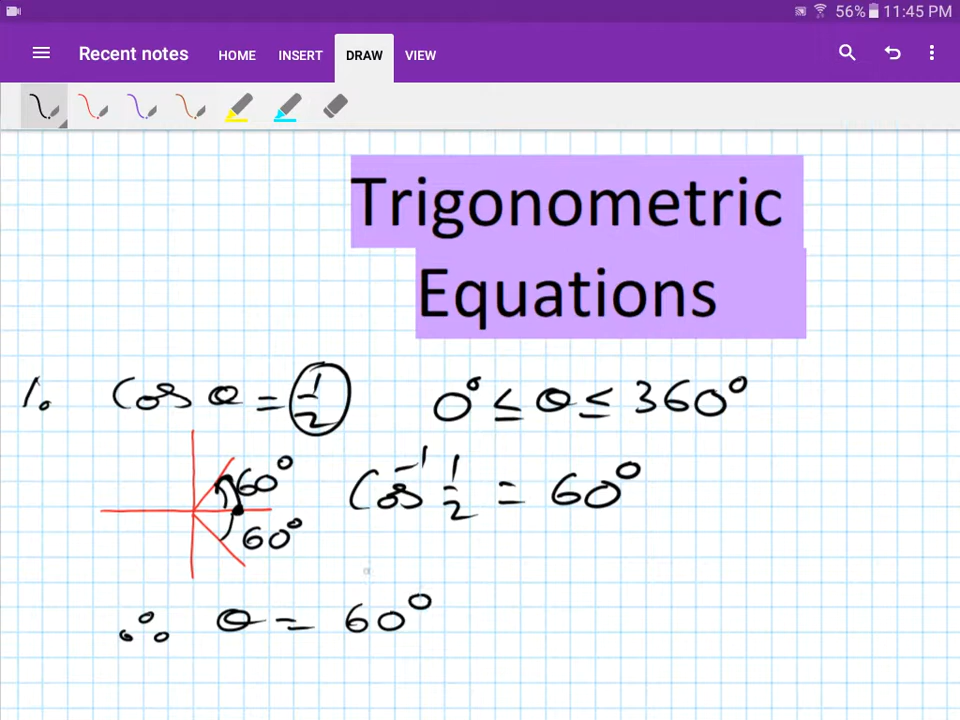 56% 11:45 PM
Recent notes HOME INSERT DRAW VIEW
Trigonometric
Equations
1. Cos θ = 1/2 0° ≤ θ ≤ 360°
60° Cos⁻¹ 1/2 = 60°
60°
∴ θ = 60°